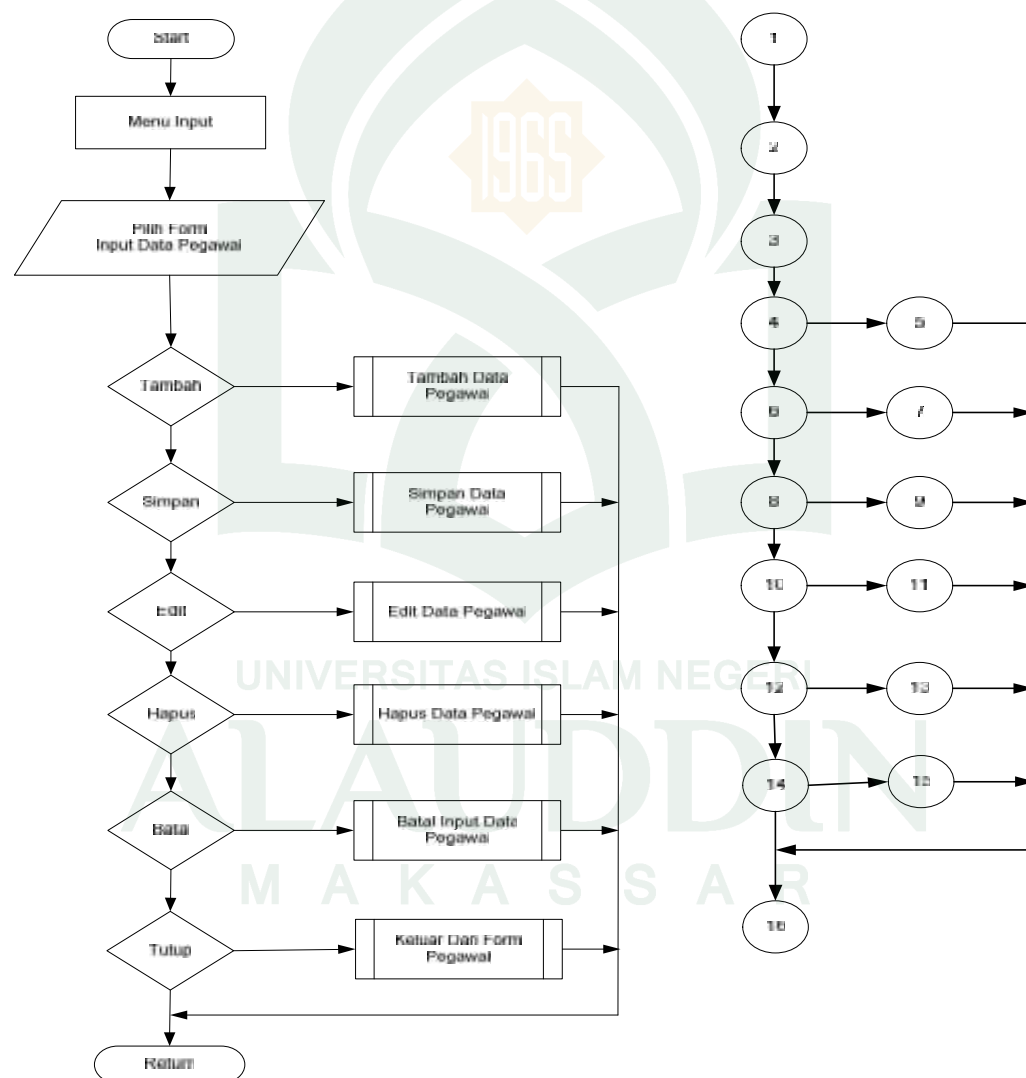 Start
Menu Input
Pilih Form
Input Data Pegawai
Tambah
Tambah Data
Pegawai
Simpan
Simpan Data
Pegawai
Edit
Edit Data Pegawai
Hapus
Hapus Data Pegawai
Batal
Batal Input Data
Pegawai
Tutup
Keluar Dari Form
Pegawai
Return
1
2
3
4
5
6
7
8
9
10
11
12
13
14
15
16
1965
UNIVERSITAS ISLAM NEGERI
ALAUDDIN
MAKASSAR